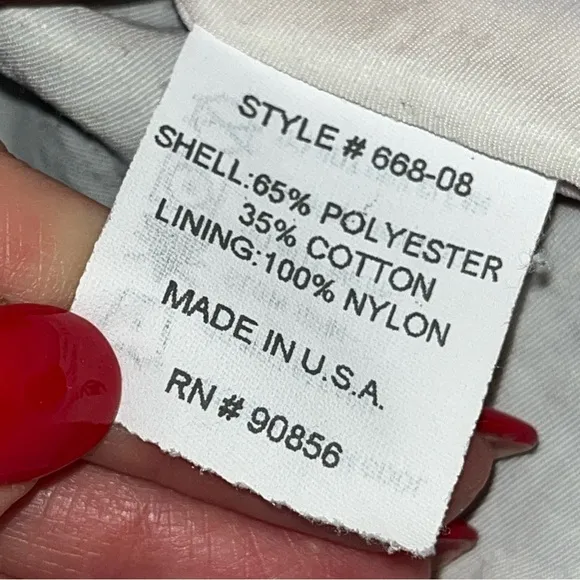 STYLE # 668-08
SHELL:65% POLYESTER
35% COTTON
LINING:100% NYLON
MADE IN U.S.A.
RN # 90856